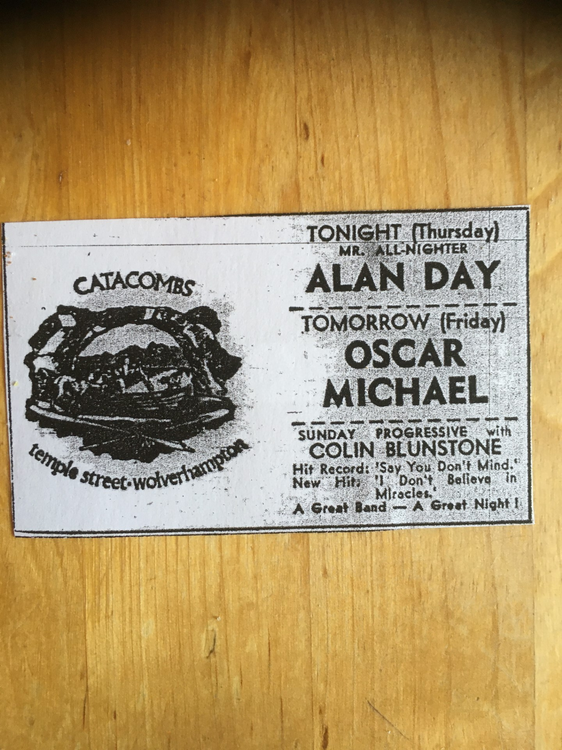 CATACOMBS
temple street·wolverhampton
TONIGHT (Thursday)
MR. ALL-NIGHTER
ALAN DAY
TOMORROW (Friday)
OSCAR
MICHAEL
SUNDAY PROGRESSIVE with
COLIN BLUNSTONE
Hit Record: 'Say You Don't Mind.'
New Hit: 'I Don't Believe in
Miracles.'
A Great Band — A Great Night!